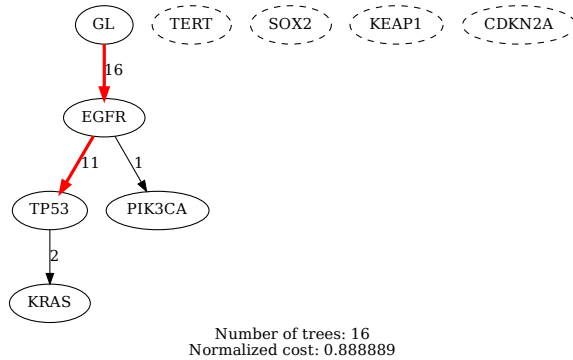 GL
TERT
SOX2
KEAP1
CDKN2A
16
EGFR
11
1
TP53
PIK3CA
2
KRAS
Number of trees: 16
Normalized cost: 0.888889